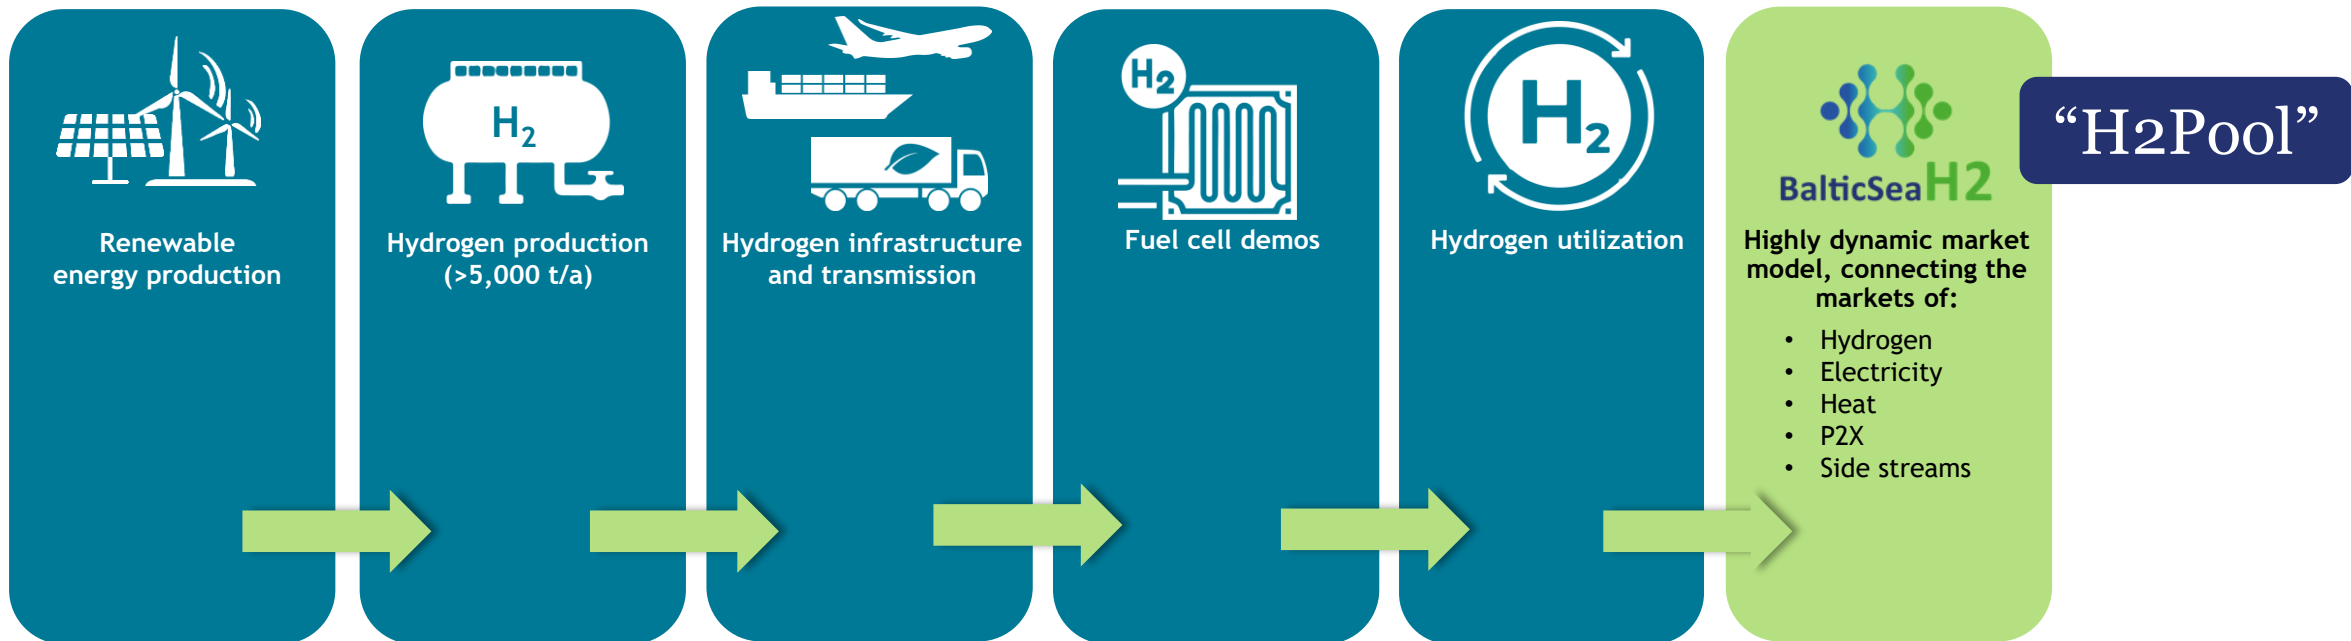 Renewable
energy production
H₂
Hydrogen production
(>5,000 t/a)
Hydrogen infrastructure
and transmission
H₂
Fuel cell demos
H₂
Hydrogen utilization
BalticSeaH2
Highly dynamic market
model, connecting the
markets of:
• Hydrogen
• Electricity
• Heat
• P2X
• Side streams
“H2Pool”